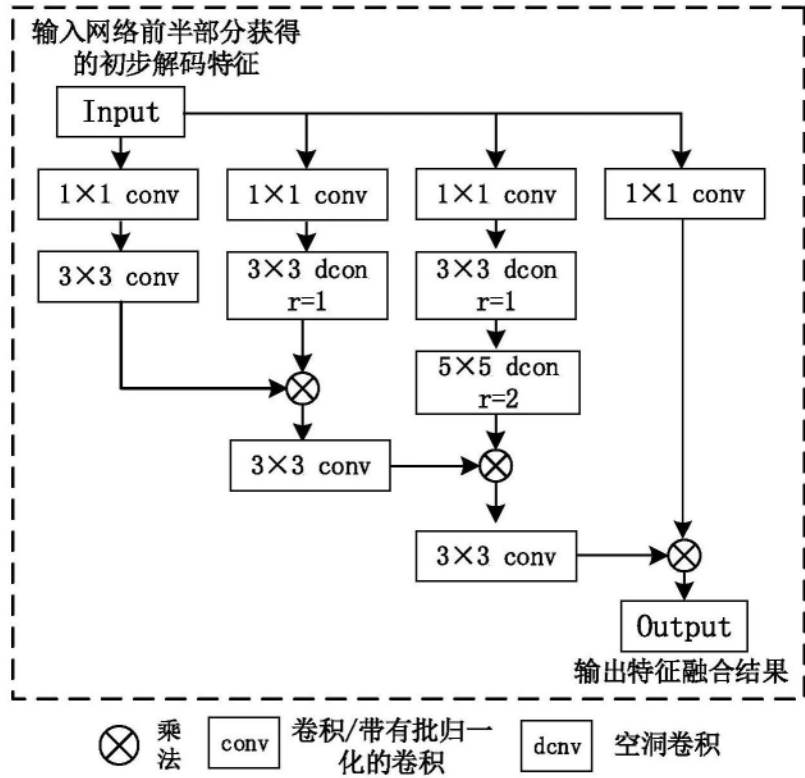 输入网络前半部分获得
的初步解码特征
Input
1×1 conv
1×1 conv
1×1 conv
1×1 conv
3×3 conv
3×3 dcon
r=1
3×3 dcon
r=1
5×5 dcon
r=2
3×3 conv
3×3 conv
Output
输出特征融合结果
乘
法
conv
卷积/带有批归一
化的卷积
dcnv
空洞卷积